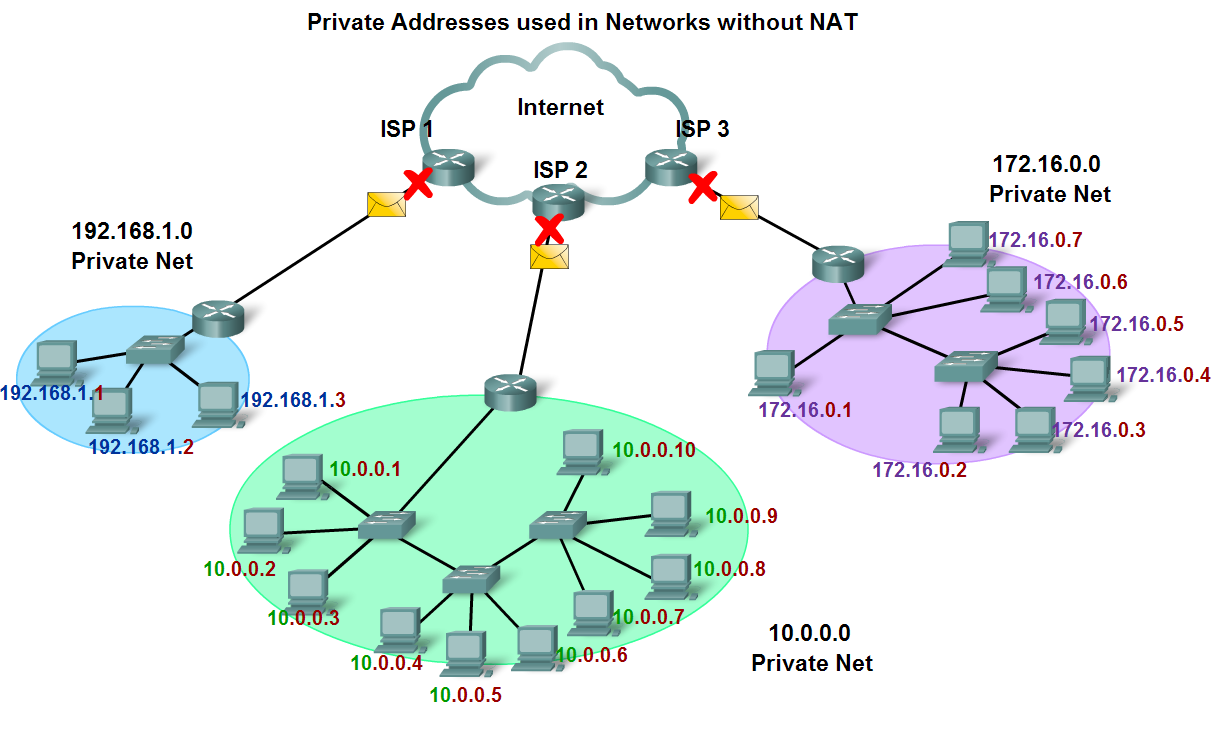 Private Addresses used in Networks without NAT
Internet
ISP 1
ISP 2
ISP 3
192.168.1.0
Private Net
192.168.1.1
192.168.1.2
192.168.1.3
172.16.0.0
Private Net
172.16.0.7
172.16.0.6
172.16.0.5
172.16.0.4
172.16.0.3
172.16.0.2
172.16.0.1
10.0.0.1
10.0.0.2
10.0.0.3
10.0.0.4
10.0.0.5
10.0.0.6
10.0.0.7
10.0.0.8
10.0.0.9
10.0.0.10
10.0.0.0
Private Net